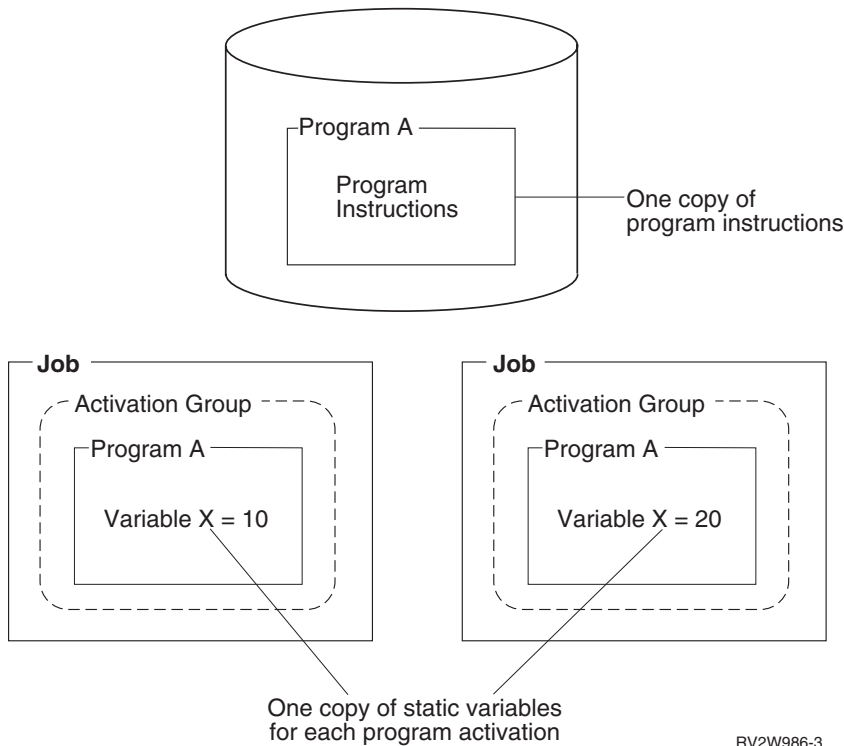 Program A
Program
Instructions
One copy of
program instructions
Job
Activation Group
Program A
Variable X = 10
Job
Activation Group
Program A
Variable X = 20
One copy of static variables
for each program activation
RV2W986-3